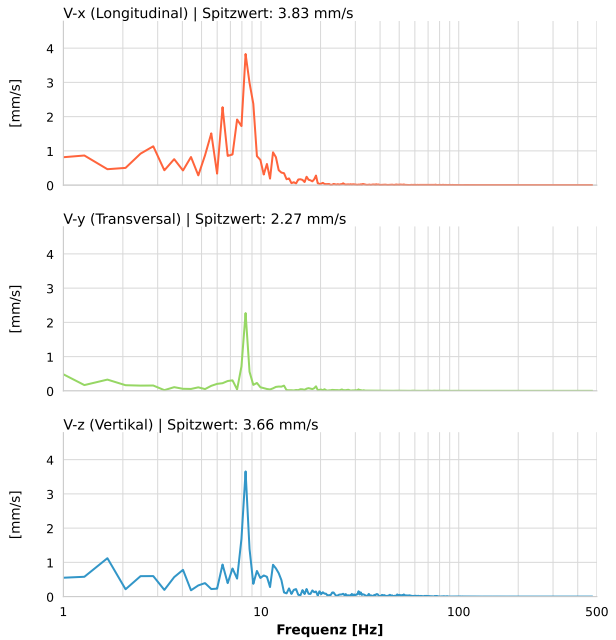 V-x (Longitudinal) | Spitzwert: 3.83 mm/s
4
3
2
1
0
[mm/s]
V-y (Transversal) | Spitzwert: 2.27 mm/s
4
3
2
1
0
[mm/s]
V-z (Vertikal) | Spitzwert: 3.66 mm/s
4
3
2
1
0
[mm/s]
1 10 100 500
Frequenz [Hz]